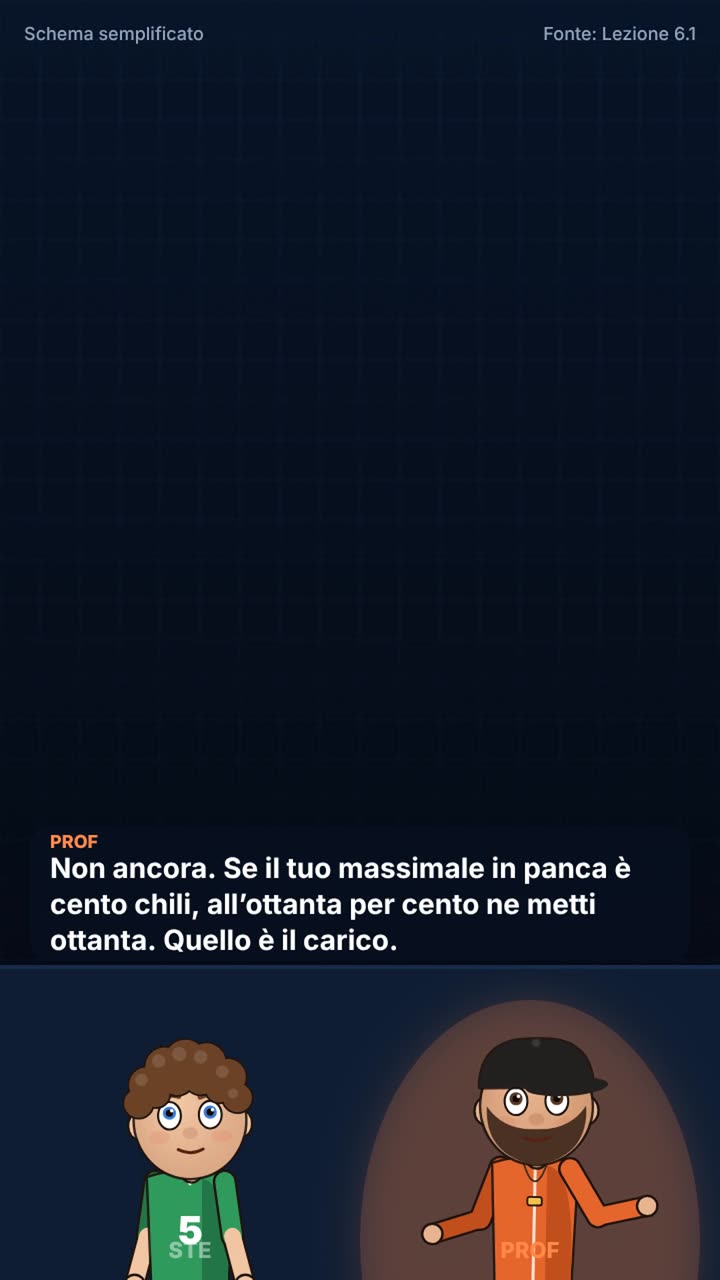 Schema semplificato
Fonte: Lezione 6.1
PROF
Non ancora. Se il tuo massimale in panca è
cento chili, all’ottanta per cento ne metti
ottanta. Quello è il carico.
5
STE
PROF